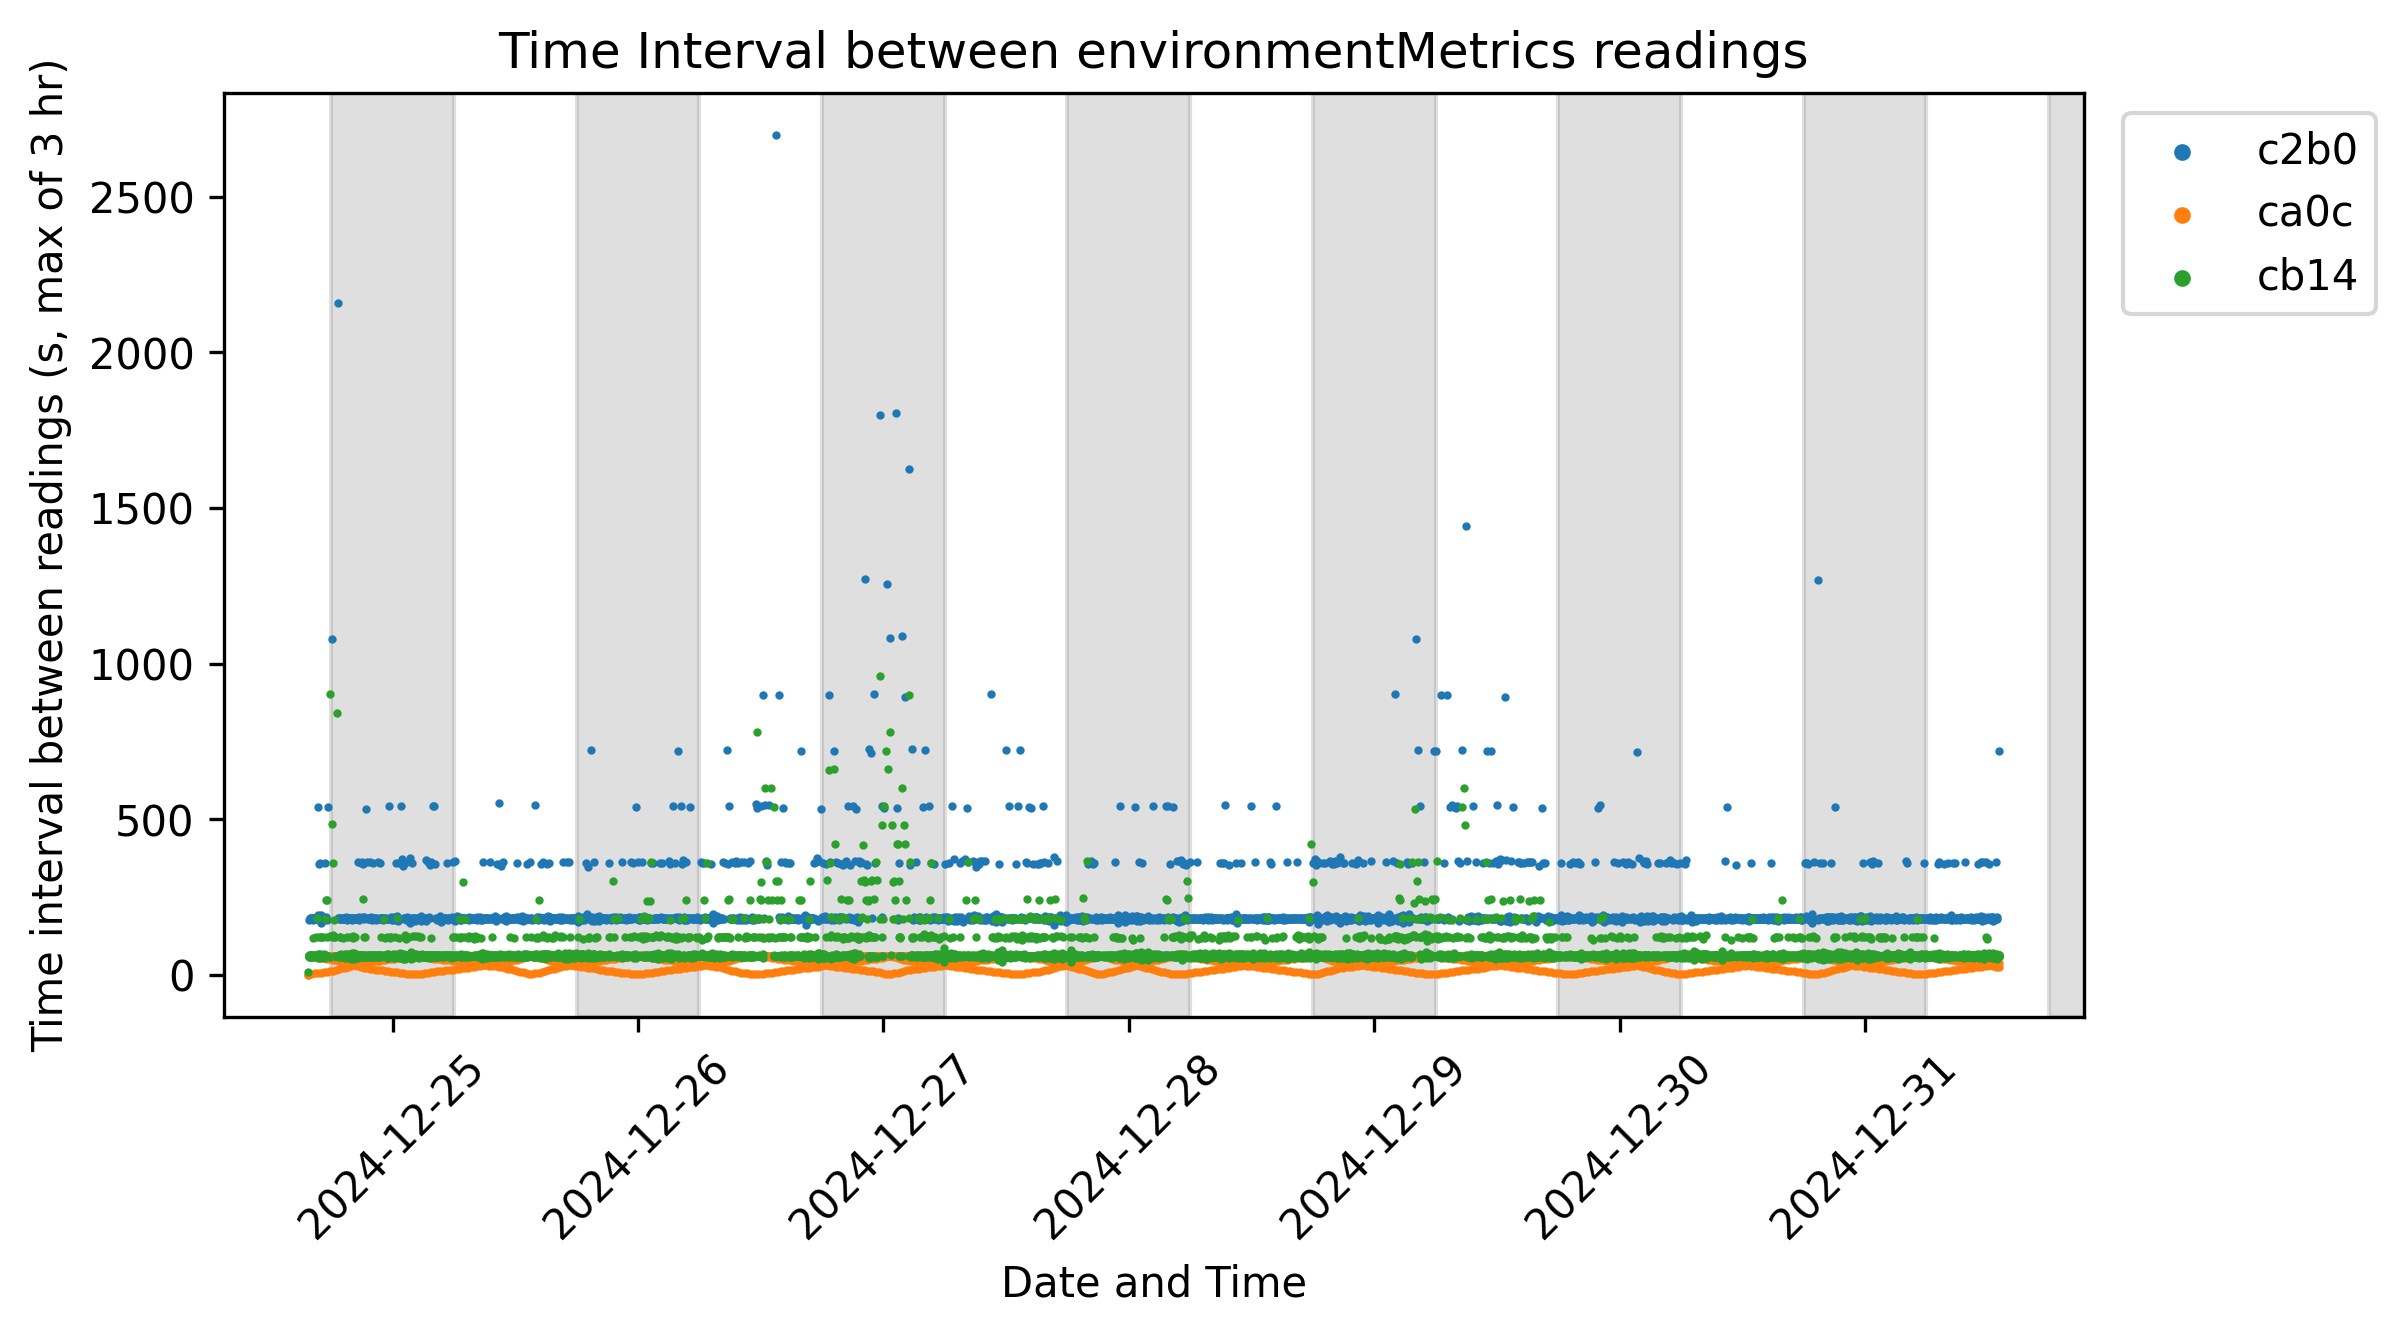 Time Interval between environmentMetrics readings
Time interval between readings (s, max of 3 hr)
2500
2000
1500
1000
500
0
2024-12-25
2024-12-26
2024-12-27
2024-12-28
2024-12-29
2024-12-30
2024-12-31
Date and Time
c2b0
ca0c
cb14